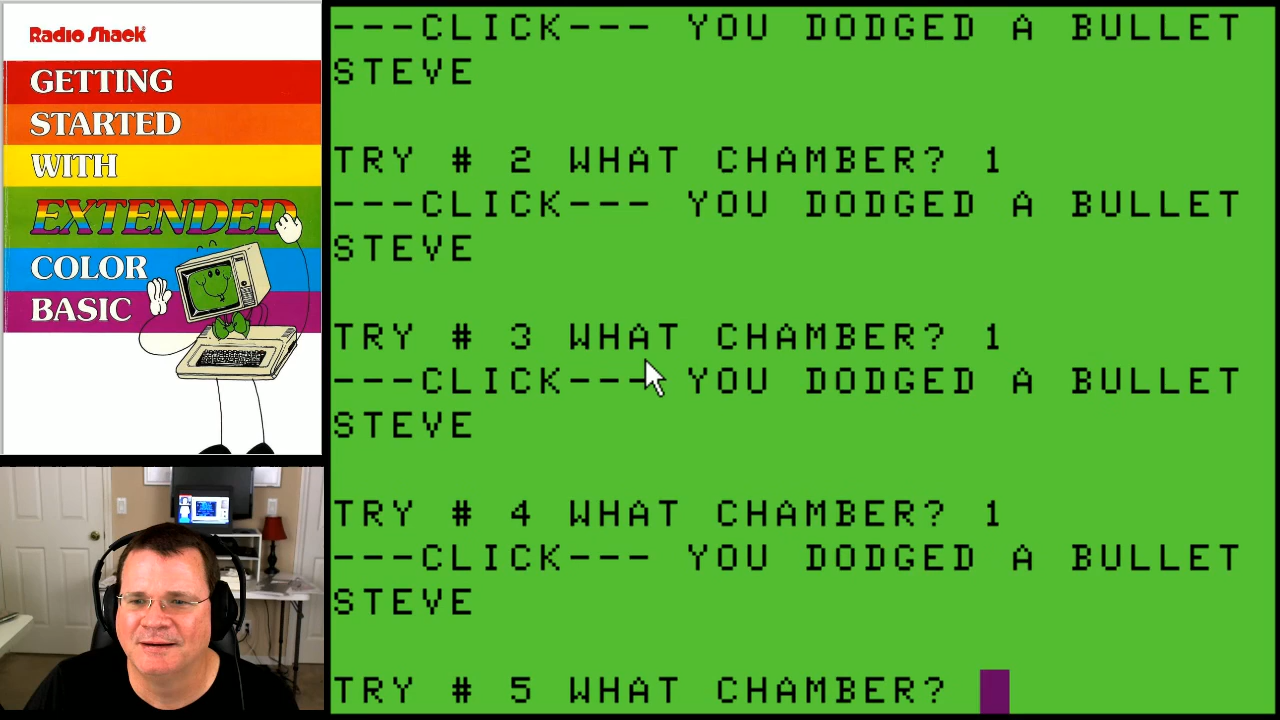 Radio Shack
GETTING
STARTED
WITH
EXTENDED
COLOR
BASIC
---CLICK--- YOU DODGED A BULLET
STEVE
TRY # 2 WHAT CHAMBER? 1
---CLICK--- YOU DODGED A BULLET
STEVE
TRY # 3 WHAT CHAMBER? 1
---CLICK--- YOU DODGED A BULLET
STEVE
TRY # 4 WHAT CHAMBER? 1
---CLICK--- YOU DODGED A BULLET
STEVE
TRY # 5 WHAT CHAMBER?